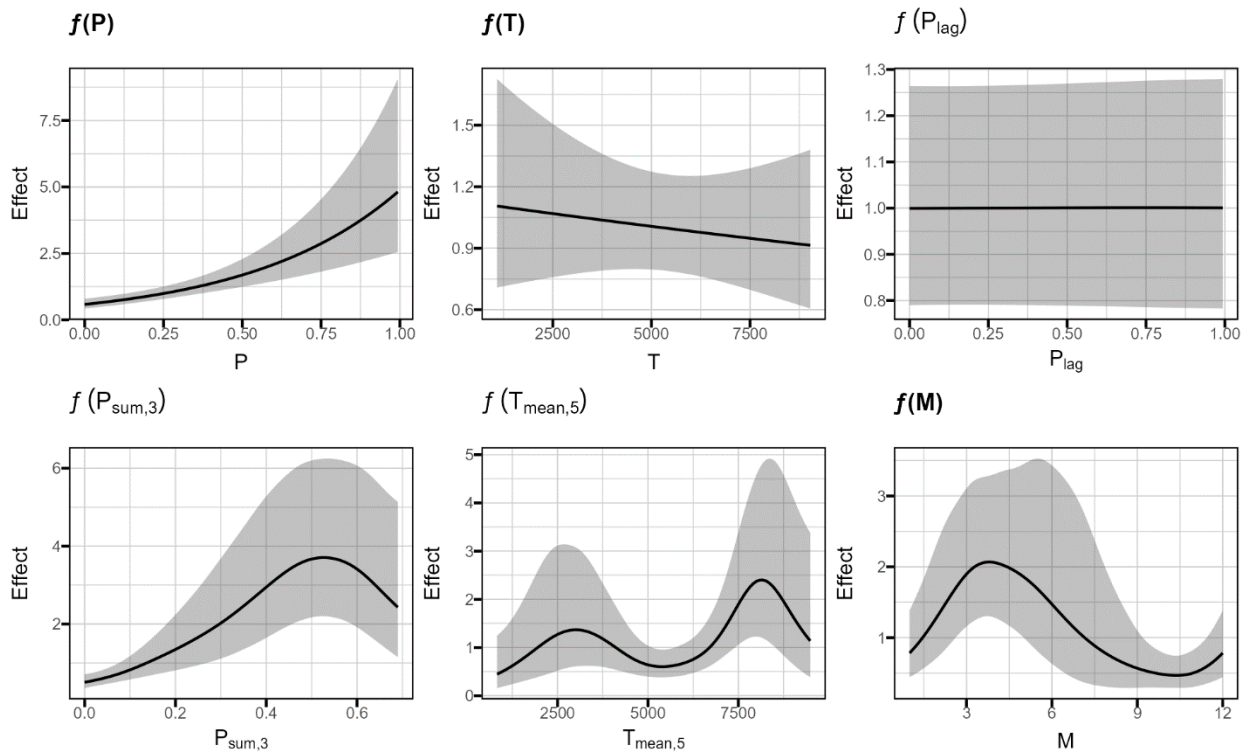 f(P)
f(T)
f (Plag)
Effect
7.5
5.0
2.5
0.0
0.00 0.25 0.50 0.75 1.00
P
Effect
1.5
1.2
0.9
0.6
2500 5000 7500
T
Effect
1.3
1.2
1.1
1.0
0.9
0.8
0.00 0.25 0.50 0.75 1.00
Plag
f (Psum,3)
f (Tmean,5)
f(M)
Effect
6
4
2
0.0 0.2 0.4 0.6
Psum,3
Effect
5
4
3
2
1
0
2500 5000 7500
Tmean,5
Effect
3
2
1
3 6 9 12
M